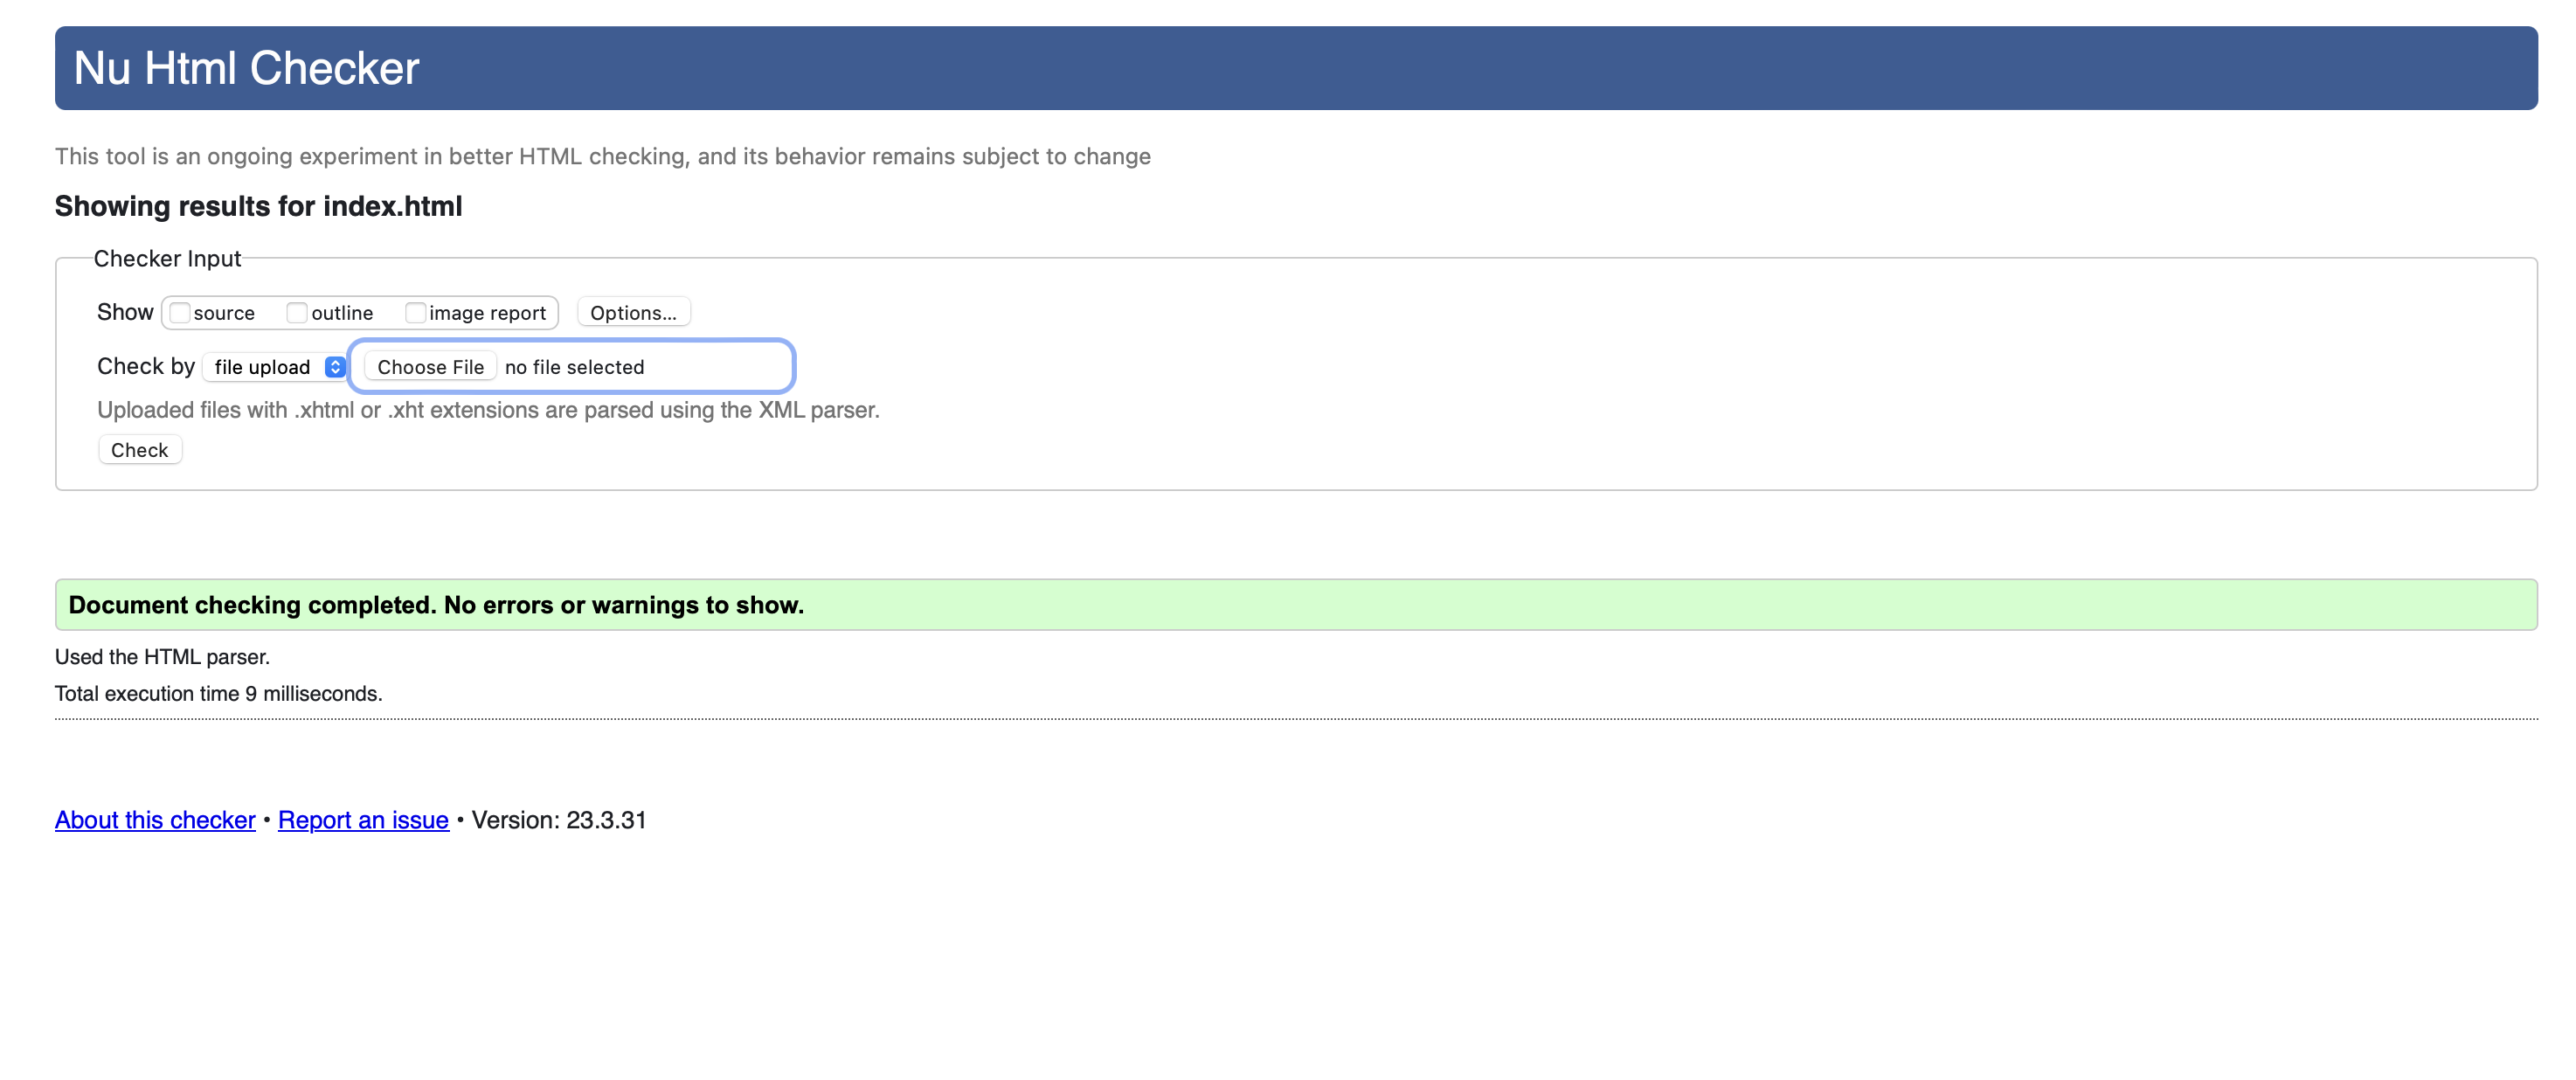 Nu Html Checker
This tool is an ongoing experiment in better HTML checking, and its behavior remains subject to change
Showing results for index.html
Checker Input
Show source outline image report Options...
Check by file upload Choose File no file selected
Uploaded files with .xhtml or .xht extensions are parsed using the XML parser.
Check
Document checking completed. No errors or warnings to show.
Used the HTML parser.
Total execution time 9 milliseconds.
About this checker • Report an issue • Version: 23.3.31